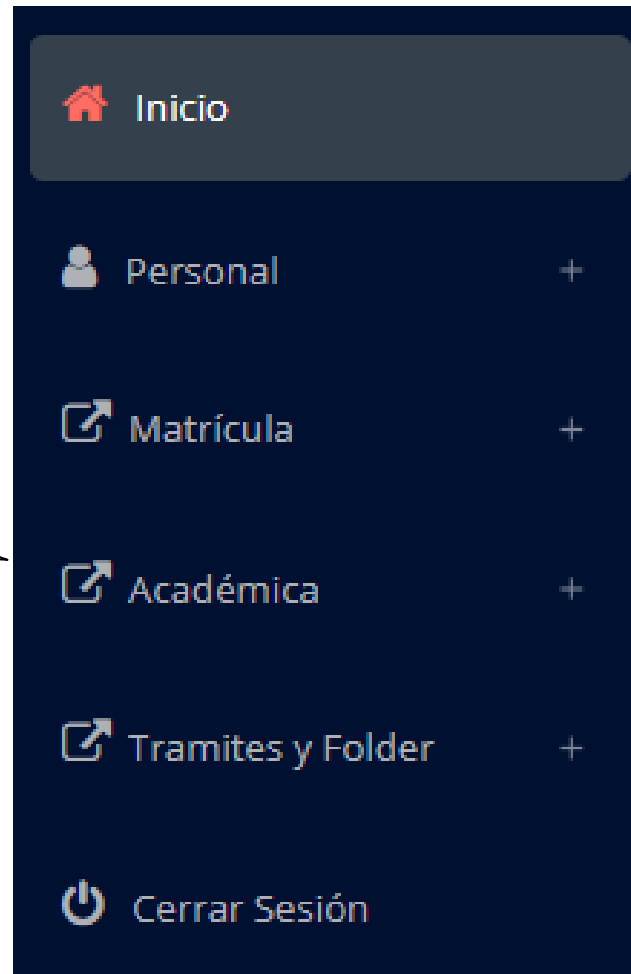 Inicio
Personal +
Matrícula +
Académica +
Tramites y Folder +
Cerrar Sesión